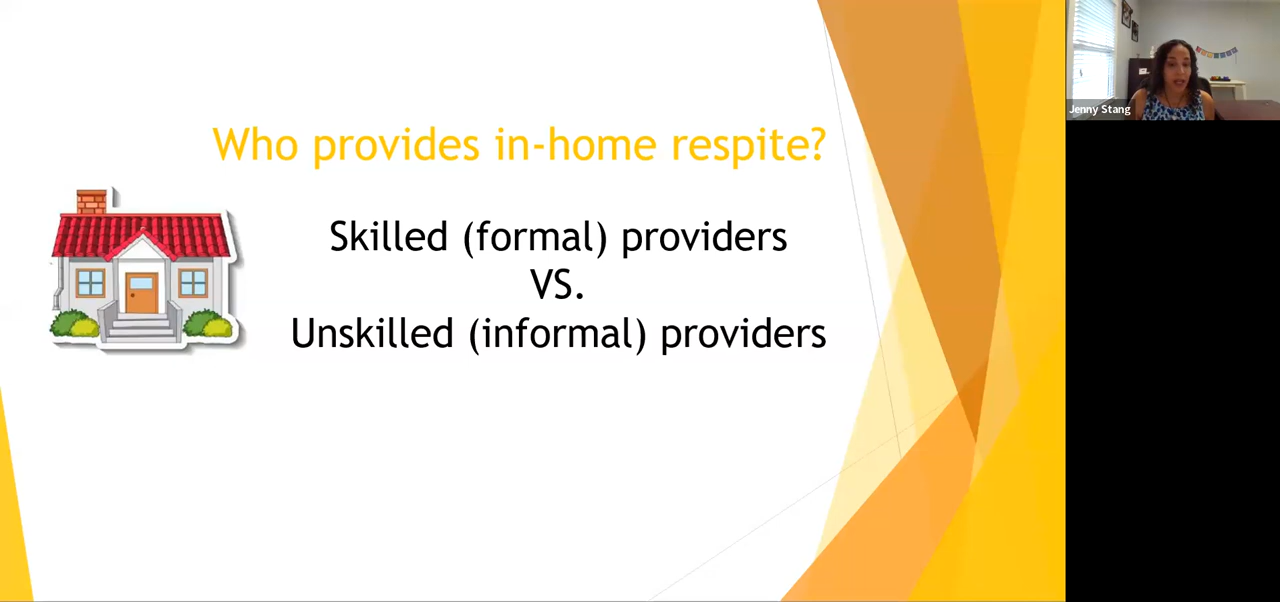 Who provides in-home respite?
Skilled (formal) providers
VS.
Unskilled (informal) providers
Jenny Stang